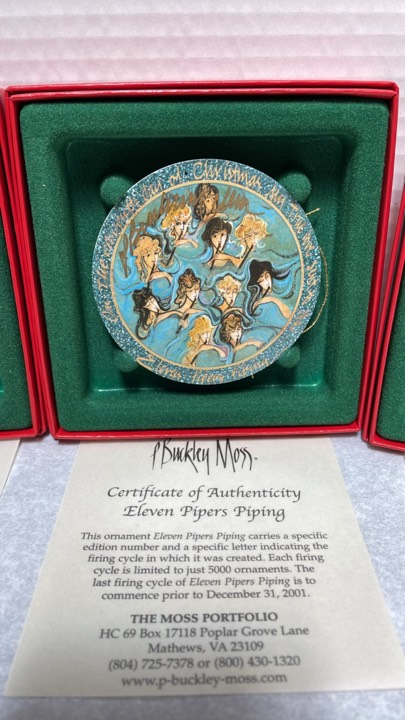 day of Christmas
P Buckley Moss.
Certificate of Authenticity
Eleven Pipers Piping
This ornament Eleven Pipers Piping carries a specific
edition number and a specific letter indicating the
firing cycle in which it was created. Each firing
cycle is limited to just 5000 ornaments. The
last firing cycle of Eleven Pipers Piping is to
commence prior to December 31, 2001.
THE MOSS PORTFOLIO
HC 69 Box 17118 Poplar Grove Lane
Mathews, VA 23109
(804) 725-7378 or (800) 430-1320
www.p-buckley-moss.com